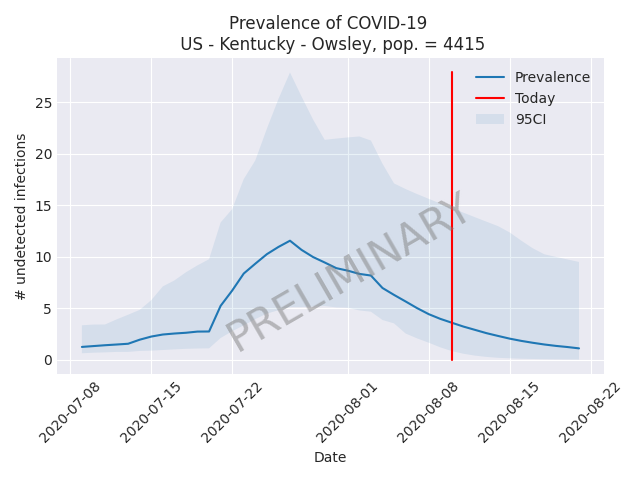 Prevalence of COVID-19
US - Kentucky - Owsley, pop. = 4415
# undetected infections
25
20
15
10
5
0
Prevalence
Today
95CI
PRELIMINARY
2020-07-08
2020-07-15
2020-07-22
2020-08-01
2020-08-08
2020-08-15
2020-08-22
Date